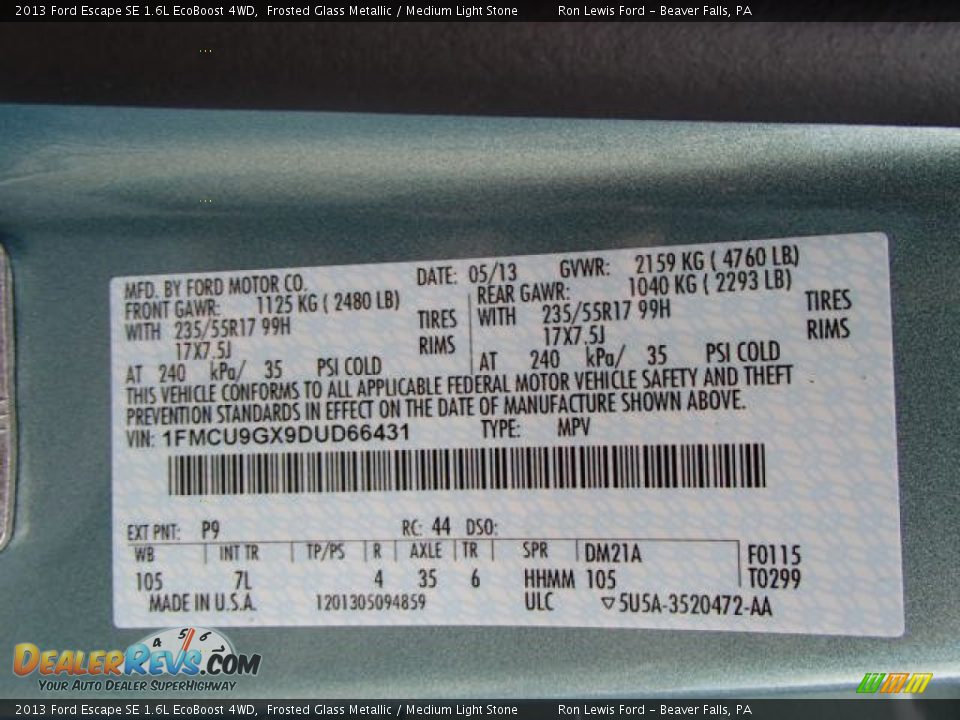 2013 Ford Escape SE 1.6L EcoBoost 4WD, Frosted Glass Metallic / Medium Light Stone Ron Lewis Ford - Beaver Falls, PA
MFD. BY FORD MOTOR CO. DATE: 05/13 GVWR: 2159 KG ( 4760 LB)
FRONT GAWR: 1125 KG ( 2480 LB) REAR GAWR: 1040 KG ( 2293 LB)
WITH 235/55R17 99H TIRES WITH 235/55R17 99H TIRES
17X7.5J RIMS 17X7.5J RIMS
AT 240 kPa/ 35 PSI COLD AT 240 kPa/ 35 PSI COLD
THIS VEHICLE CONFORMS TO ALL APPLICABLE FEDERAL MOTOR VEHICLE SAFETY AND THEFT
PREVENTION STANDARDS IN EFFECT ON THE DATE OF MANUFACTURE SHOWN ABOVE.
VIN: 1FMCU9GX9DUD66431 TYPE: MPV
EXT PNT: P9 RC: 44 DSO:
WB INT TR TP/PS R AXLE TR SPR DM21A F0115
105 7L 4 35 6 HHMM 105 T0299
MADE IN U.S.A. 1201305094859 ULC ▽5U5A-3520472-AA
4 5 6
DEALERREVS.COM
YOUR AUTO DEALER SUPERHIGHWAY
2013 Ford Escape SE 1.6L EcoBoost 4WD, Frosted Glass Metallic / Medium Light Stone Ron Lewis Ford - Beaver Falls, PA